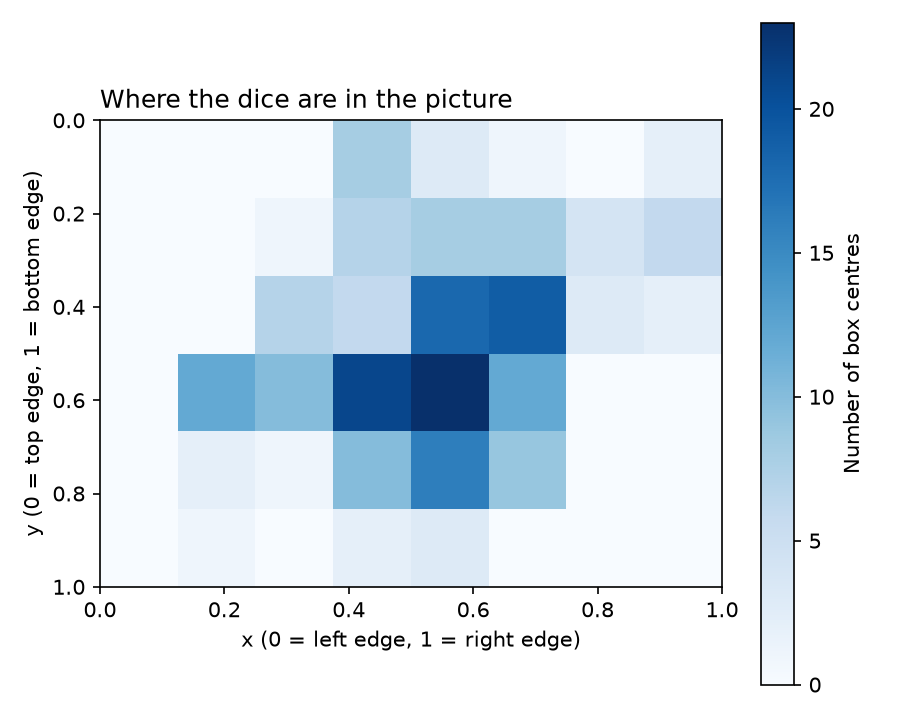 Where the dice are in the picture
0.0
0.2
0.4
0.6
0.8
1.0
y (0 = top edge, 1 = bottom edge)
0.0 0.2 0.4 0.6 0.8 1.0
x (0 = left edge, 1 = right edge)
20
15
10
5
0
Number of box centres